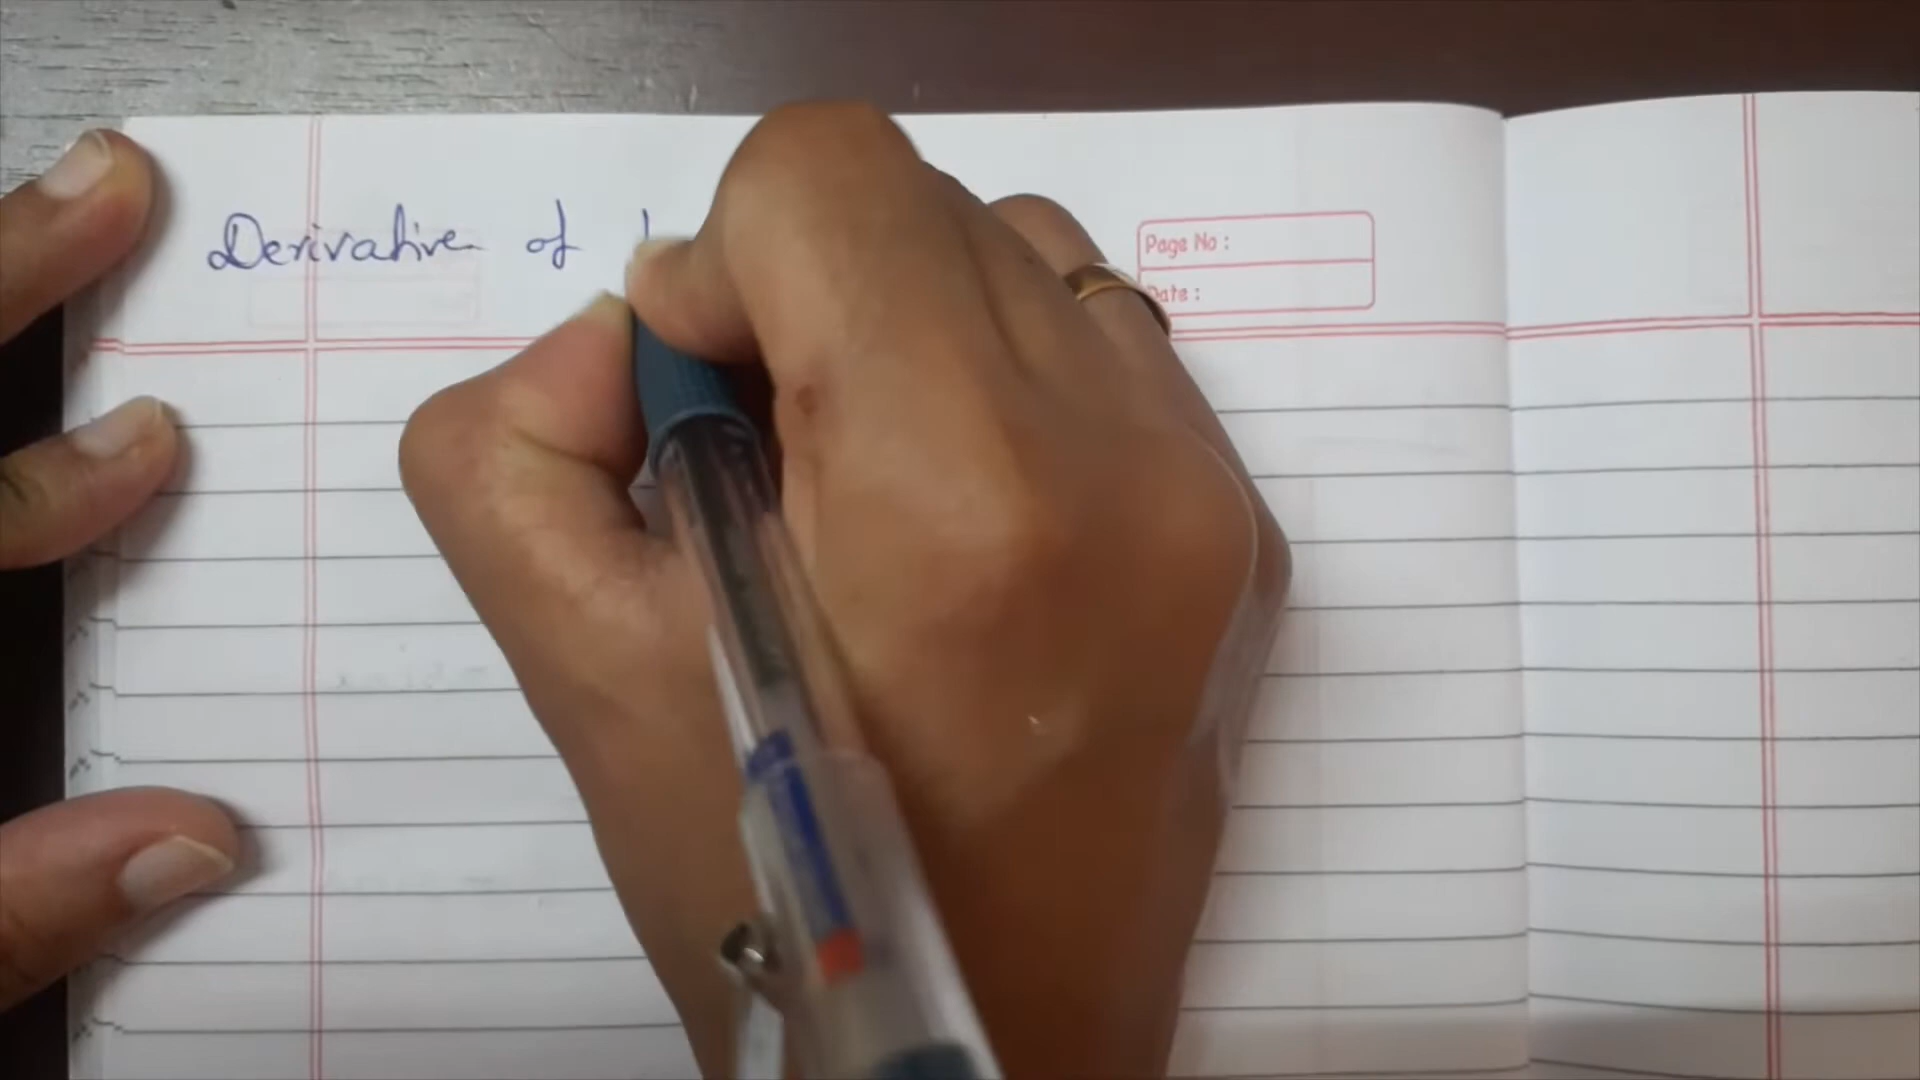 Derivative of
Page No :
Date :